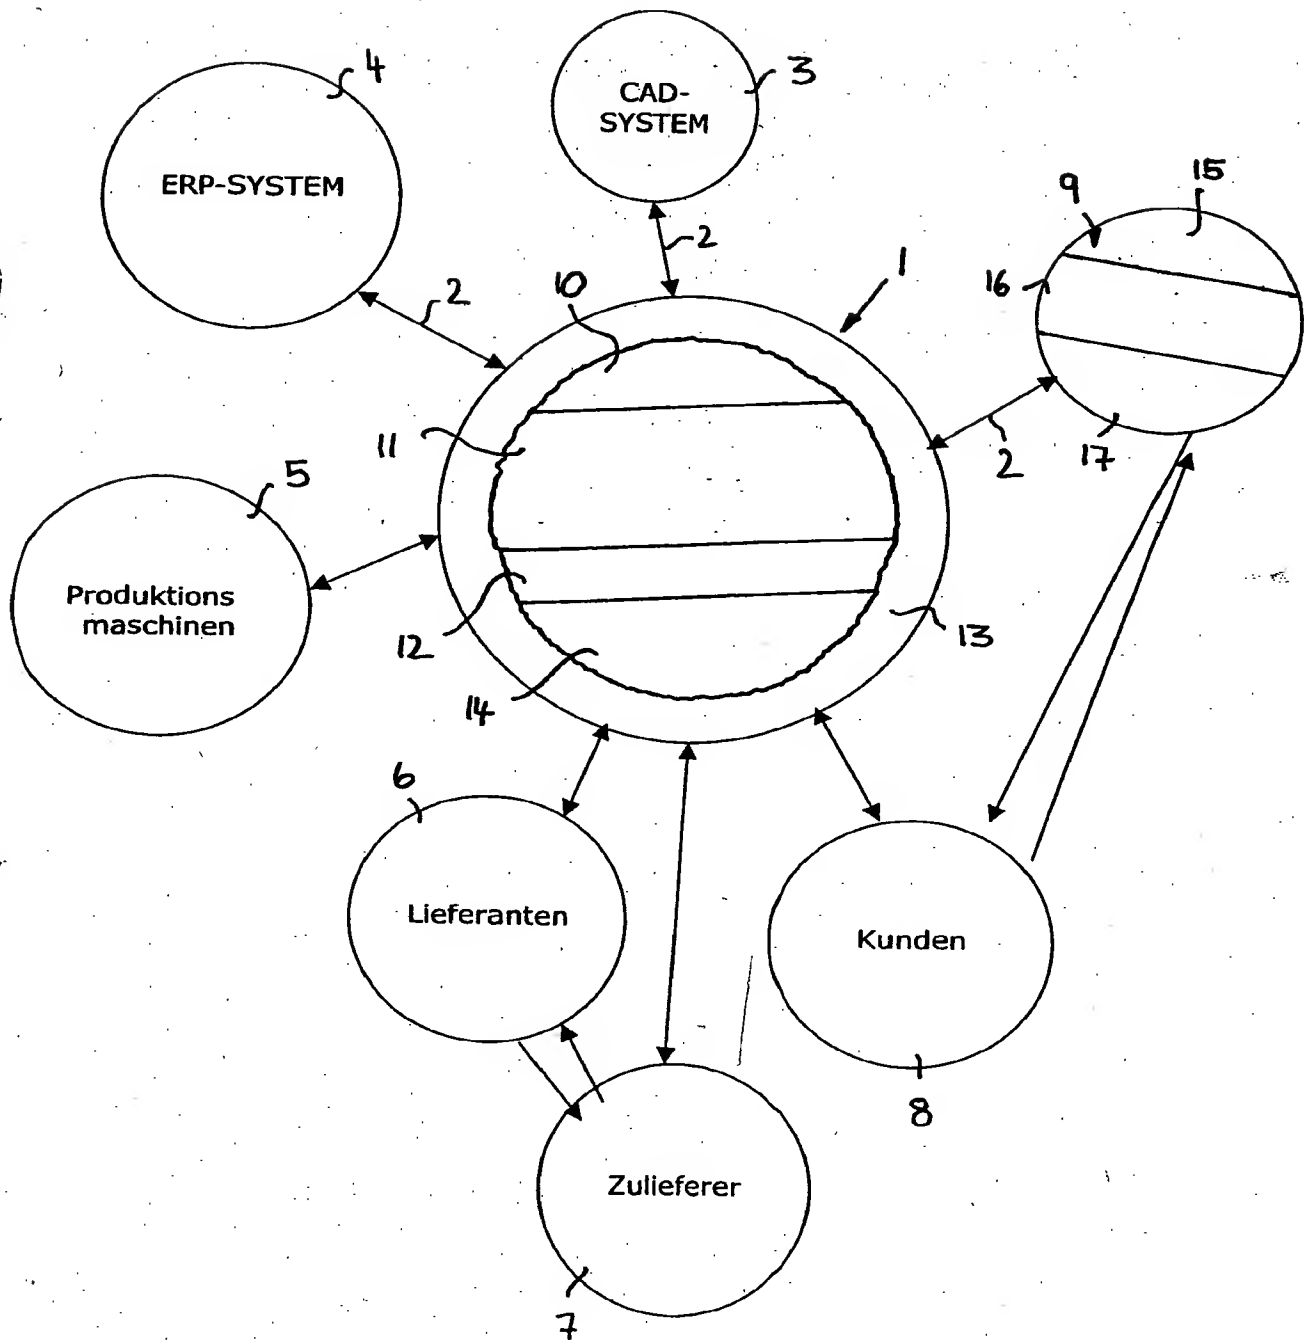 4
CAD-
SYSTEM
3
ERP-SYSTEM
15
9
2
1
10
16
2
11
2
17
5
Produktions
maschinen
12
13
14
6
Lieferanten
Kunden
8
Zulieferer
7